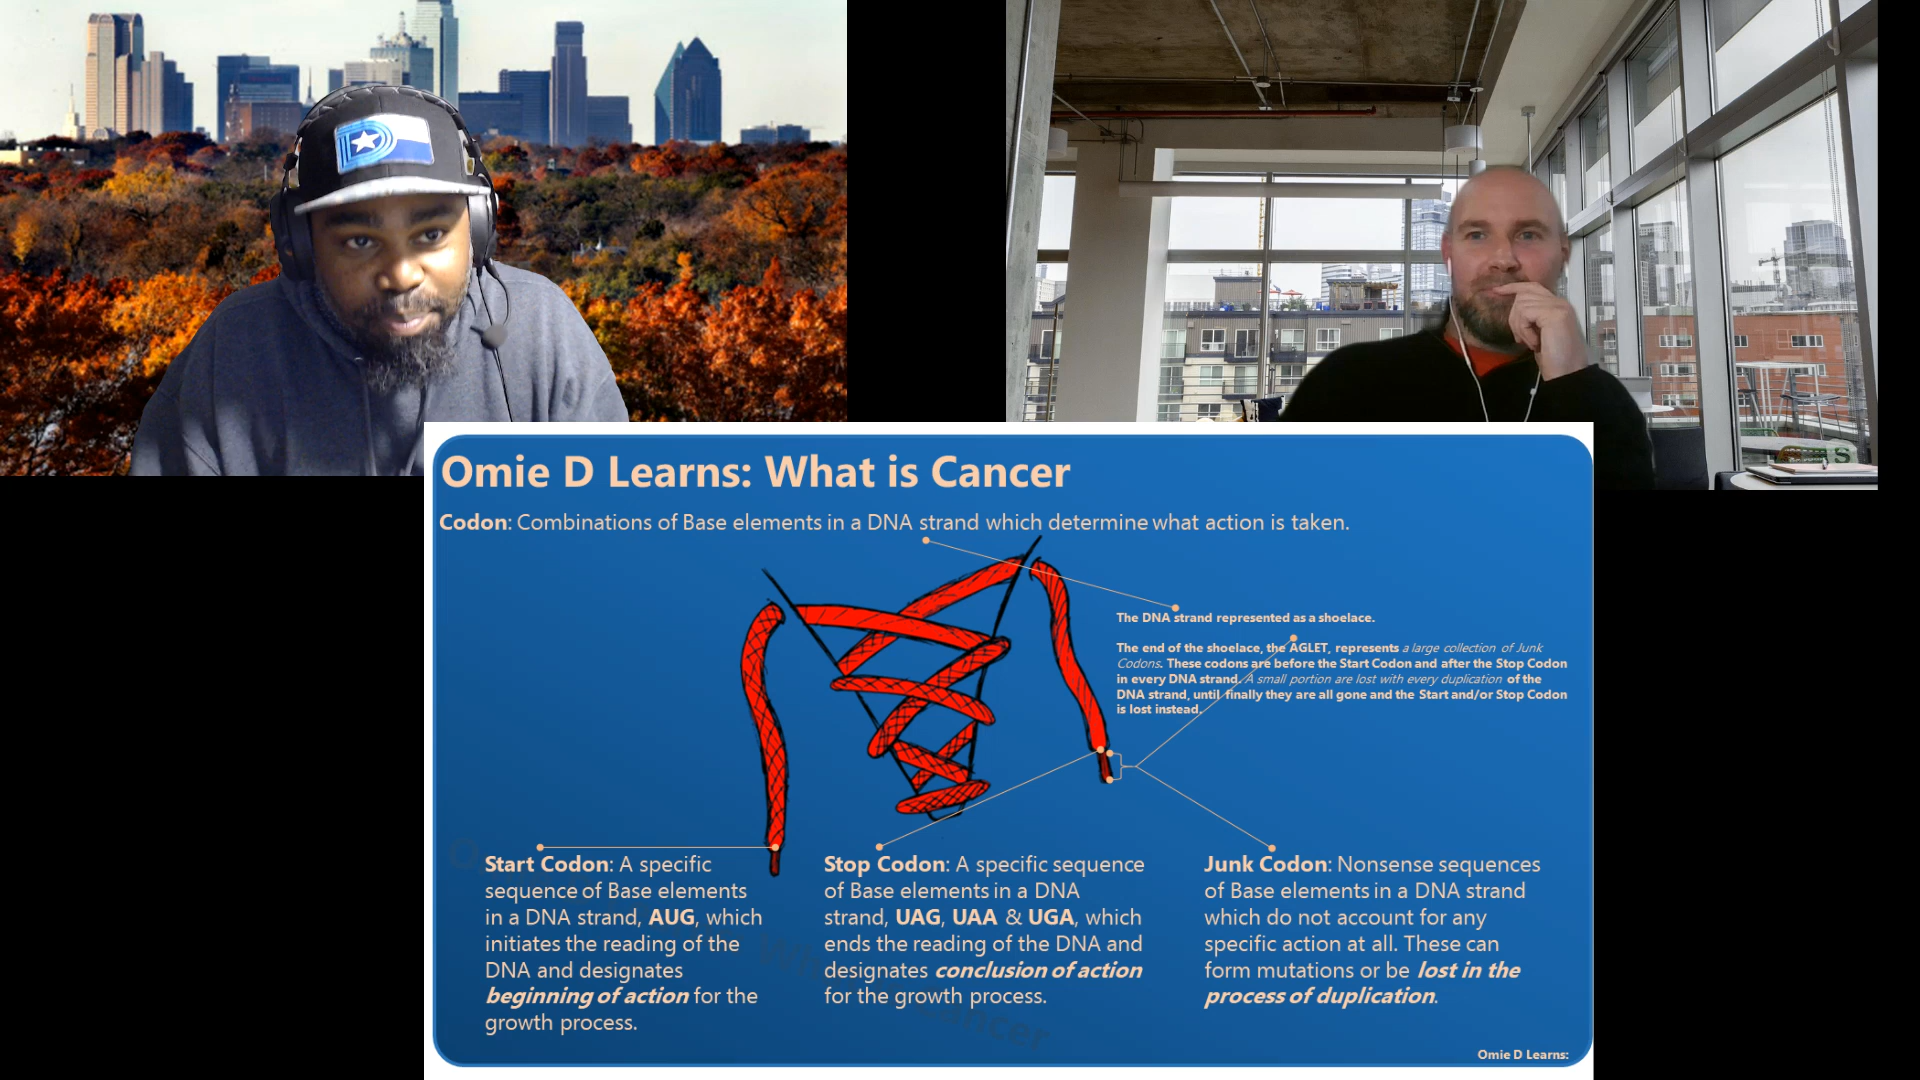 Omie D Learns: What is Cancer
Codon: Combinations of Base elements in a DNA strand which determine what action is taken.
The DNA strand represented as a shoelace.
The end of the shoelace, the AGLET, represents a large collection of Junk
Codons. These codons are before the Start Codon and after the Stop Codon
in every DNA strand. A small portion are lost with every duplication of the
DNA strand, until finally they are all gone and the Start and/or Stop Codon
is lost instead.
Start Codon: A specific
sequence of Base elements
in a DNA strand, AUG, which
initiates the reading of the
DNA and designates
beginning of action for the
growth process.
Stop Codon: A specific sequence
of Base elements in a DNA
strand, UAG, UAA & UGA, which
ends the reading of the DNA and
designates conclusion of action
for the growth process.
Junk Codon: Nonsense sequences
of Base elements in a DNA strand
which do not account for any
specific action at all. These can
form mutations or be lost in the
process of duplication.
Omie D Learns: